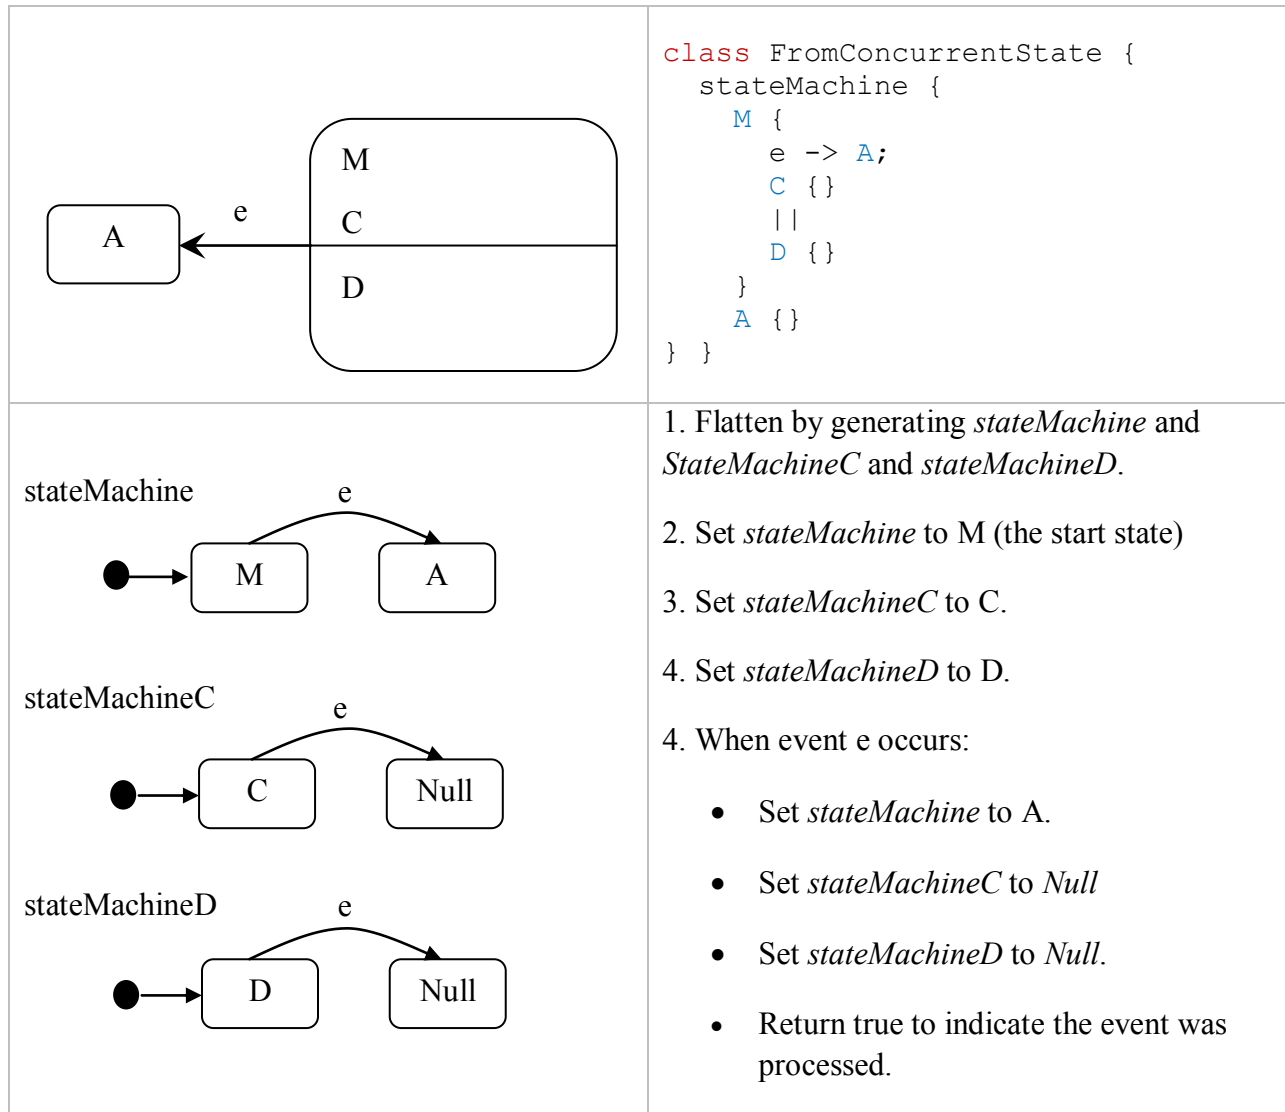 M
C
e
A
D
class FromConcurrentState {
stateMachine {
M {
e -> A;
C {}
||
D {}
}
A {}
} }
stateMachine
e
M
A
stateMachineC
e
C
Null
stateMachineD
e
D
Null
1. Flatten by generating stateMachine and
StateMachineC and stateMachineD.
2. Set stateMachine to M (the start state)
3. Set stateMachineC to C.
4. Set stateMachineD to D.
4. When event e occurs:
• Set stateMachine to A.
• Set stateMachineC to Null
• Set stateMachineD to Null.
• Return true to indicate the event was
processed.